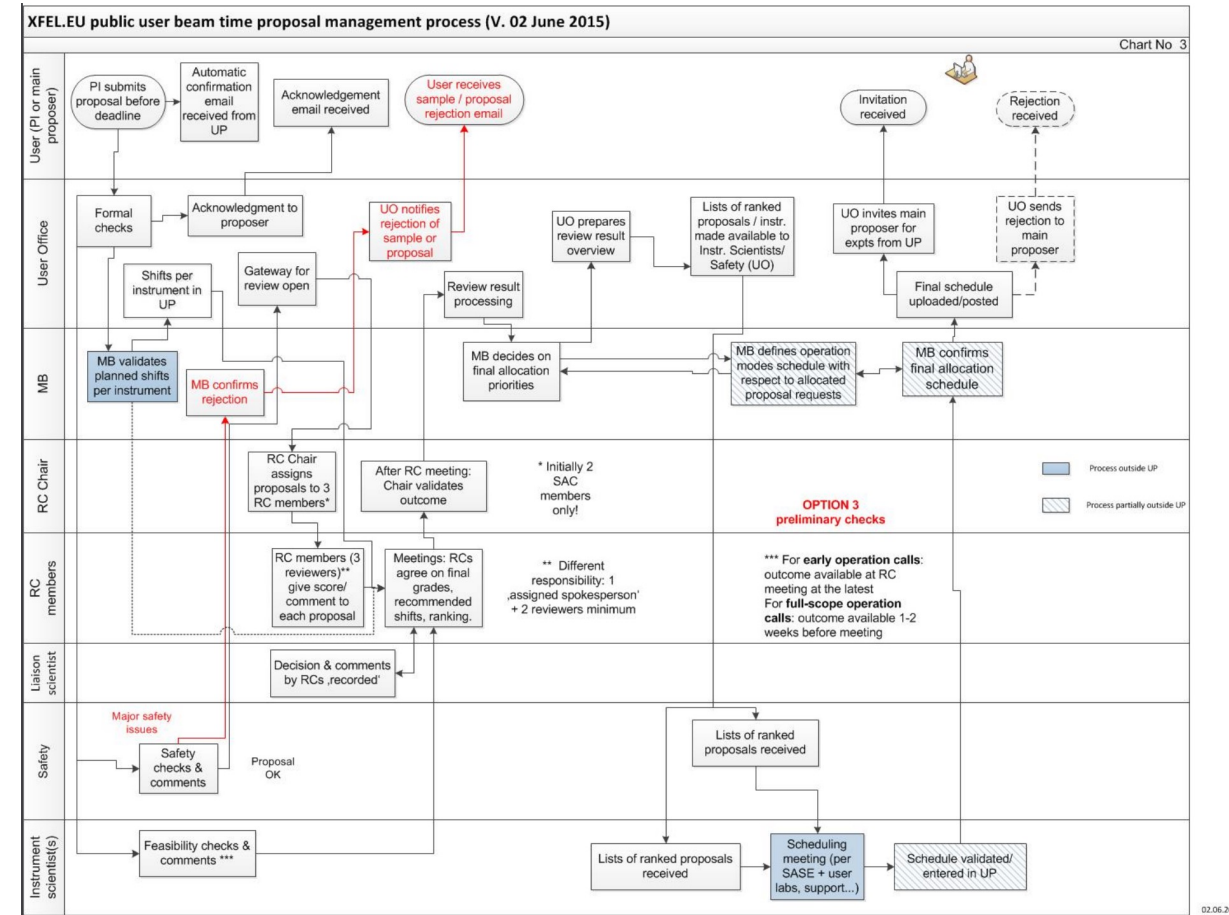 XFEL.EU public user beam time proposal management process (V. 02 June 2015)
Chart No  3
User (PI or main
proposer)
PI submits
proposal before
deadline
Automatic
confirmation
email
received from
UP
Acknowledgement
email received
User receives
sample / proposal
rejection email
Invitation
received
Rejection
received
User Office
Formal
checks
Acknowledgment to
proposer
Shifts per
instrument in
UP
Gateway for
review open
UO notifies
rejection of
sample or
proposal
Review result
processing
UO prepares
review result
overview
Lists of ranked
proposals / instr.
made available to
Instr. Scientists/
Safety (UO)
UO invites main
proposer for
expts from UP
UO sends
rejection to
main
proposer
Final schedule
uploaded/posted
MB
MB validates
planned shifts
per instrument
MB confirms
rejection
MB decides on
final allocation
priorities
MB defines operation
modes schedule with
respect to allocated
proposal requests
MB confirms
final allocation
schedule
RC Chair
RC Chair
assigns
proposals to 3
RC members*
After RC meeting:
Chair validates
outcome
* Initially 2
SAC
members
only!
OPTION 3
preliminary checks
Process outside UP
Process partially outside UP
RC
members
RC members (3
reviewers)**
give score/
comment to
each proposal
Meetings: RCs
agree on final
grades,
recommended
shifts, ranking.
** Different
responsibility: 1
‚assigned spokesperson‘
+ 2 reviewers minimum
*** For early operation calls:
outcome available at RC
meeting at the latest
For full-scope operation
calls: outcome available 1-2
weeks before meeting
Liaison
scientist
Decision & comments
by RCs ‚recorded‘
Safety
Major safety
issues
Safety
checks &
comments
Proposal
OK
Lists of ranked
proposals received
Instrument
scientist(s)
Feasibility checks &
comments ***
Lists of ranked proposals
received
Scheduling
meeting (per
SASE + user
labs, support...)
Schedule validated/
entered in UP